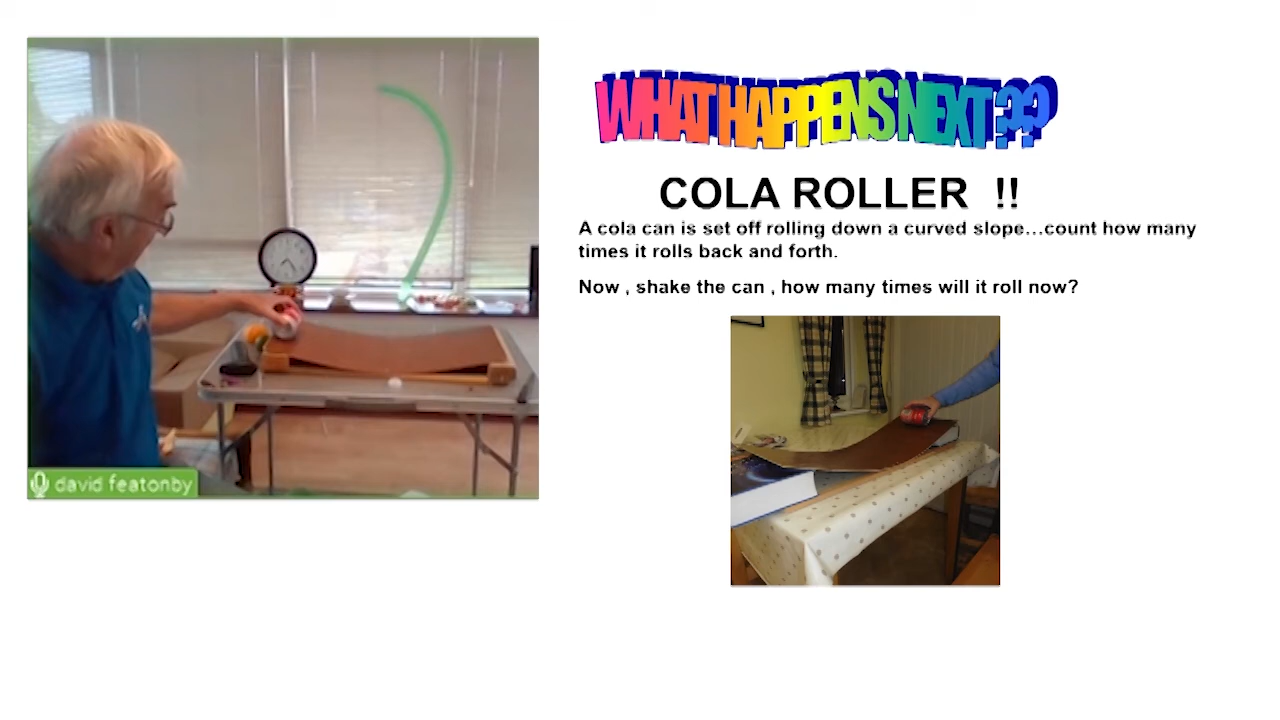 WHAT HAPPENS NEXT ??
COLA ROLLER !!
A cola can is set off rolling down a curved slope...count how many
times it rolls back and forth.
Now , shake the can , how many times will it roll now?
david featonby